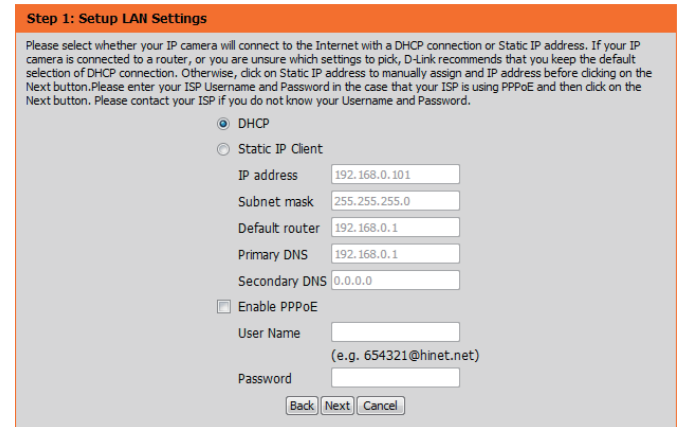 Step 1: Setup LAN Settings
Please select whether your IP camera will connect to the Internet with a DHCP connection or Static IP address. If your IP
camera is connected to a router, or you are unsure which settings to pick, D-Link recommends that you keep the default
selection of DHCP connection. Otherwise, click on Static IP address to manually assign and IP address before clicking on the
Next button.Please enter your ISP Username and Password in the case that your ISP is using PPPoE and then click on the
Next button. Please contact your ISP if you do not know your Username and Password.
DHCP
Static IP Client
IP address 192.168.0.101
Subnet mask 255.255.255.0
Default router 192.168.0.1
Primary DNS 192.168.0.1
Secondary DNS 0.0.0.0
Enable PPPoE
User Name
(e.g. 654321@hinet.net)
Password
Back Next Cancel